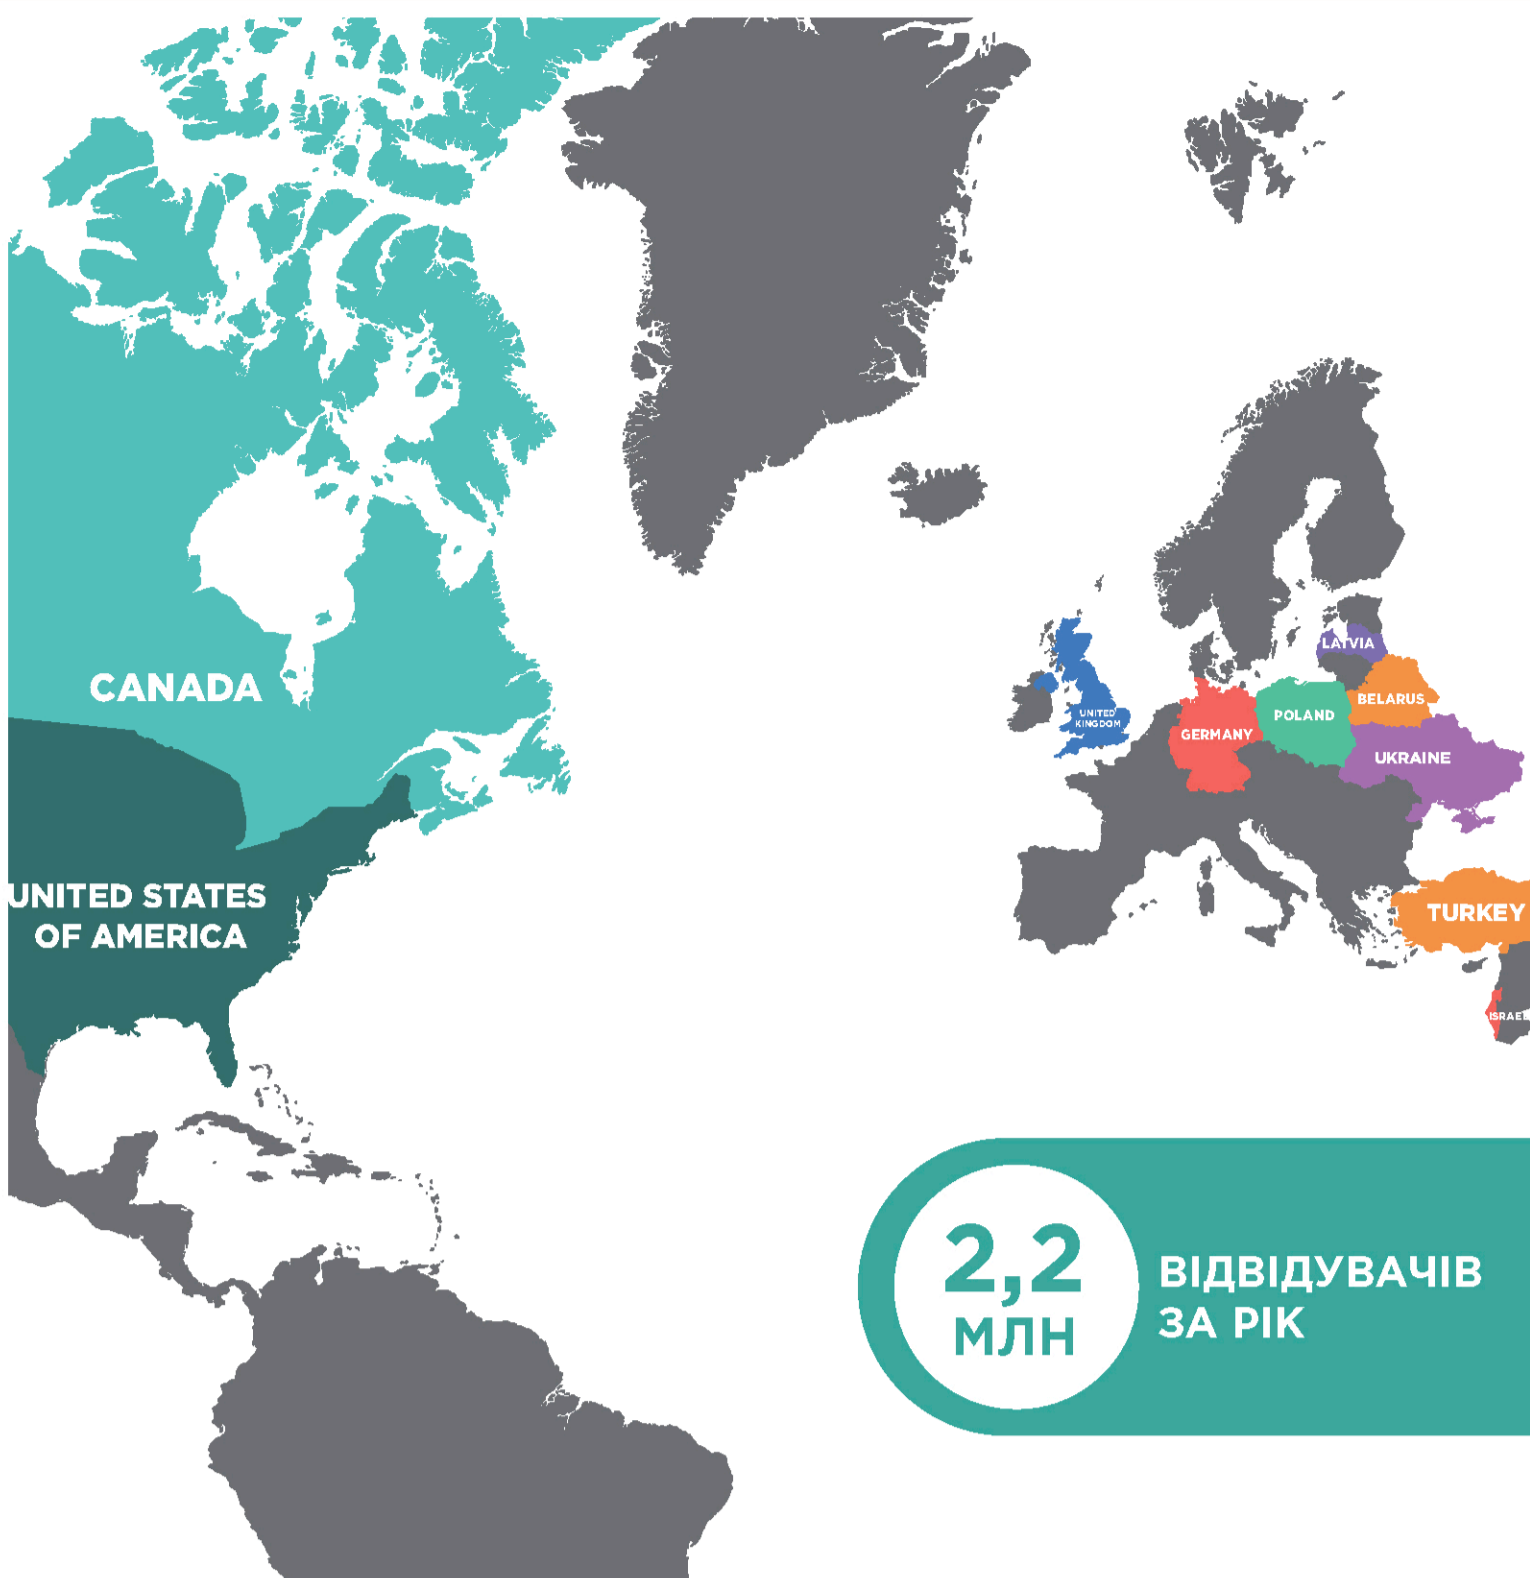 CANADA
UNITED STATES
OF AMERICA
LATVIA
BELARUS
UNITED
KINGDOM
POLAND
GERMANY
UKRAINE
TURKEY
ISRAEL
2,2
МЛН
ВІДВІДУВАЧІВ
ЗА РІК